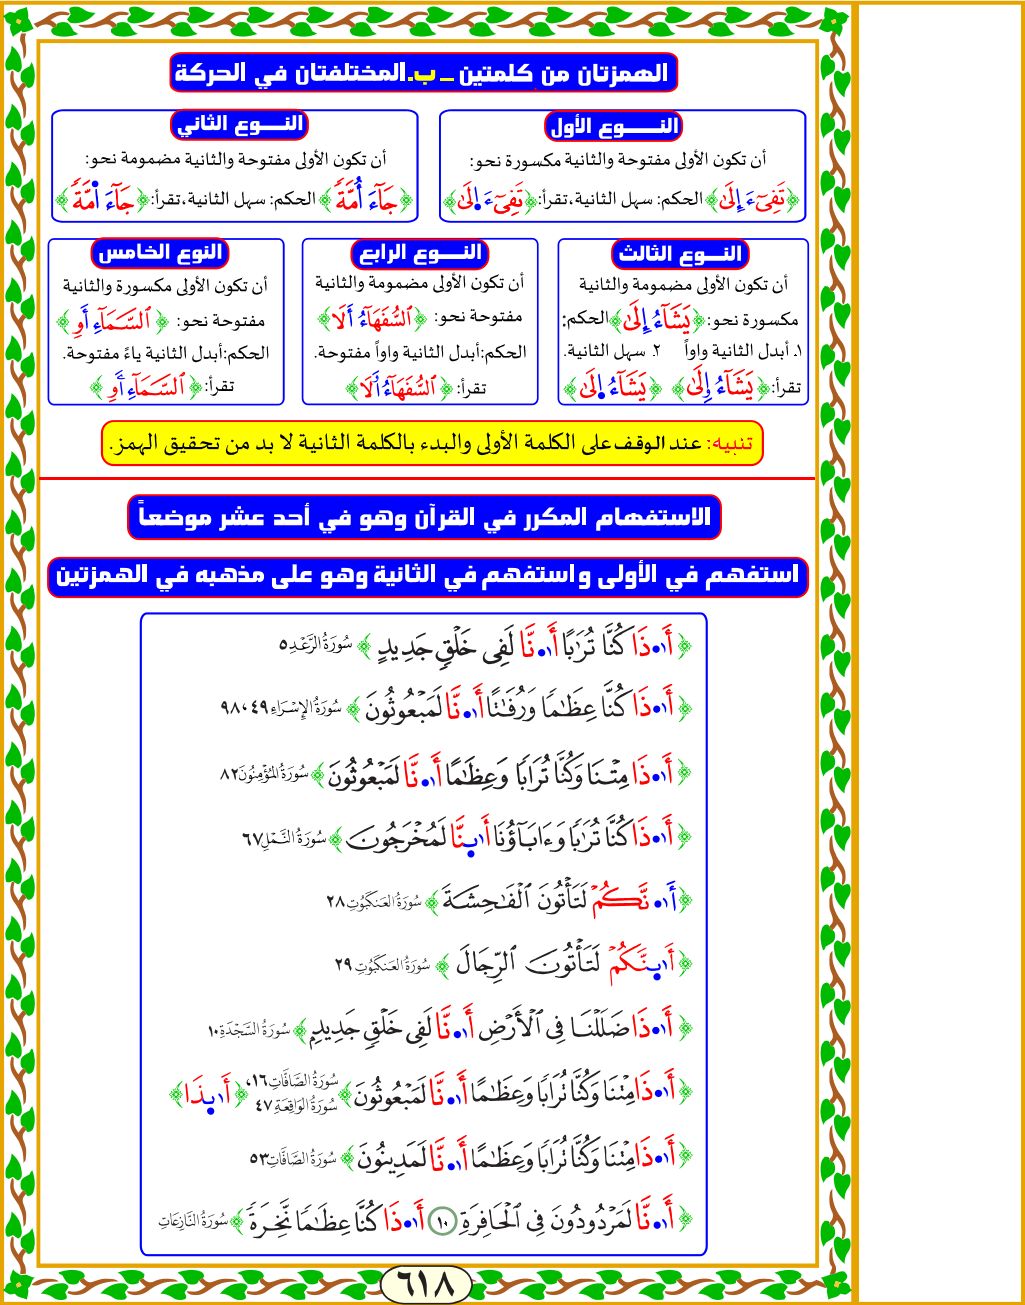 الهمزتان من كلمتين _ ب. المختلفتان في الحركة
النوع الأول
أن تكون الأولى مفتوحة والثانية مكسورة نحو:
﴿تَفِىٓءَ إِلَىٰ﴾ الحكم: سهل الثانية، تقرأ: ﴿تَفِىٓءَ ا۪لَىٰ﴾
النوع الثاني
أن تكون الأولى مفتوحة والثانية مضمومة نحو:
﴿جَآءَ أُمَّةً﴾ الحكم: سهل الثانية، تقرأ: ﴿جَآءَ ا۬مَّةً﴾
النوع الثالث
أن تكون الأولى مضمومة والثانية
مكسورة نحو: ﴿يَشَآءُ إِلَىٰ﴾ الحكم:
١. أبدل الثانية واواً ٢. سهل الثانية.
تقرأ: ﴿يَشَآءُ وِلَىٰ﴾ ﴿يَشَآءُ ا۪لَىٰ﴾
النوع الرابع
أن تكون الأولى مضمومة والثانية
مفتوحة نحو: ﴿ٱلسُّفَهَآءُ أَلَا﴾
الحكم: أبدل الثانية واواً مفتوحة.
تقرأ: ﴿ٱلسُّفَهَآءُ وَلَا﴾
النوع الخامس
أن تكون الأولى مكسورة والثانية
مفتوحة نحو: ﴿ٱلسَّمَآءِ أَوِ﴾
الحكم: أبدل الثانية ياءً مفتوحة.
تقرأ: ﴿ٱلسَّمَآءِ يَوِ﴾
تنبيه: عند الوقف على الكلمة الأولى والبدء بالكلمة الثانية لا بد من تحقيق الهمز.
الاستفهام المكرر في القرآن وهو في أحد عشر موضعاً
استفهم في الأولى واستفهم في الثانية وهو على مذهبه في الهمزتين
﴿أَا۪۟ذَا كُنَّا تُرَٰبًا أَا۪۟نَّا لَفِى خَلْقٍ جَدِيدٍ﴾ سُورَةُ الرَّعْدِ ٥
﴿أَا۪۟ذَا كُنَّا عِظَٰمًا وَرُفَٰتًا أَا۪۟نَّا لَمَبْعُوثُونَ﴾ سُورَةُ الإِسْرَاءِ ٤٩، ٩٨
﴿أَا۪۟ذَا مِتْنَا وَكُنَّا تُرَابًا وَعِظَٰمًا أَا۪۟نَّا لَمَبْعُوثُونَ﴾ سُورَةُ المُؤْمِنُونَ ٨٢
﴿أَا۪۟ذَا كُنَّا تُرَٰبًا وَءَابَآؤُنَا أَا۟ى۪نَّا لَمُخْرَجُونَ﴾ سُورَةُ النَّمْلِ ٦٧
﴿أَا۪۟نَّكُمْ لَتَأْتُونَ ٱلْفَٰحِشَةَ﴾ سُورَةُ العَنكَبُوتِ ٢٨
﴿أَا۟ى۪نَّكُمْ لَتَأْتُونَ ٱلرِّجَالَ﴾ سُورَةُ العَنكَبُوتِ ٢٩
﴿أَا۪۟ذَا ضَلَلْنَا فِى ٱلْأَرْضِ أَا۪۟نَّا لَفِى خَلْقٍ جَدِيدٍ﴾ سُورَةُ السَّجْدَةِ ١٠
﴿أَا۪۟ذَا مِتْنَا وَكُنَّا تُرَابًا وَعِظَٰمًا أَا۪۟نَّا لَمَبْعُوثُونَ﴾ سُورَةُ الصَّافَّاتِ ١٦، سُورَةُ الوَاقِعَةِ ٤٧ ﴿أَا۟ى۪ذَا﴾
﴿أَا۪۟ذَا مِتْنَا وَكُنَّا تُرَابًا وَعِظَٰمًا أَا۪۟نَّا لَمَدِينُونَ﴾ سُورَةُ الصَّافَّاتِ ٥٣
﴿أَا۪۟نَّا لَمَرْدُودُونَ فِى ٱلْحَافِرَةِ ١٠ أَا۪۟ذَا كُنَّا عِظَٰمًا نَّخِرَةً﴾ سُورَةُ النَّازِعَاتِ
٦١٨